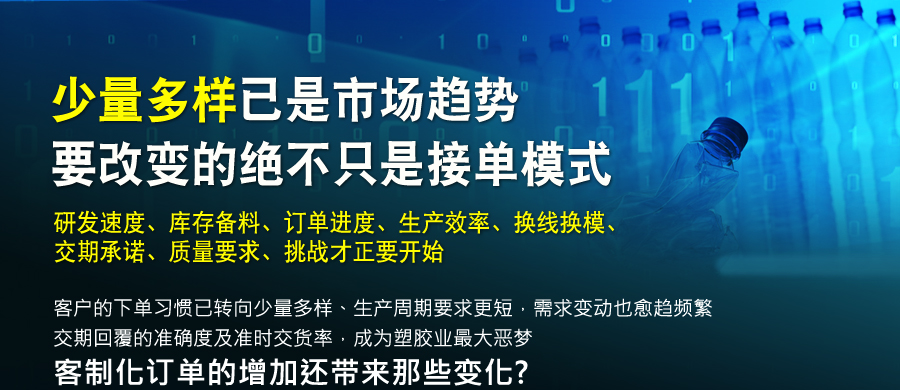 少量多样已是市场趋势
要改变的绝不只是接单模式
研发速度、库存备料、订单进度、生产效率、换线换模、
交期承诺、质量要求、挑战才正要开始
客户的下单习惯已转向少量多样、生产周期要求更短，需求变动也愈趋频繁
交期回覆的准确度及准时交货率，成为塑胶业最大恶梦
客制化订单的增加还带来那些变化?